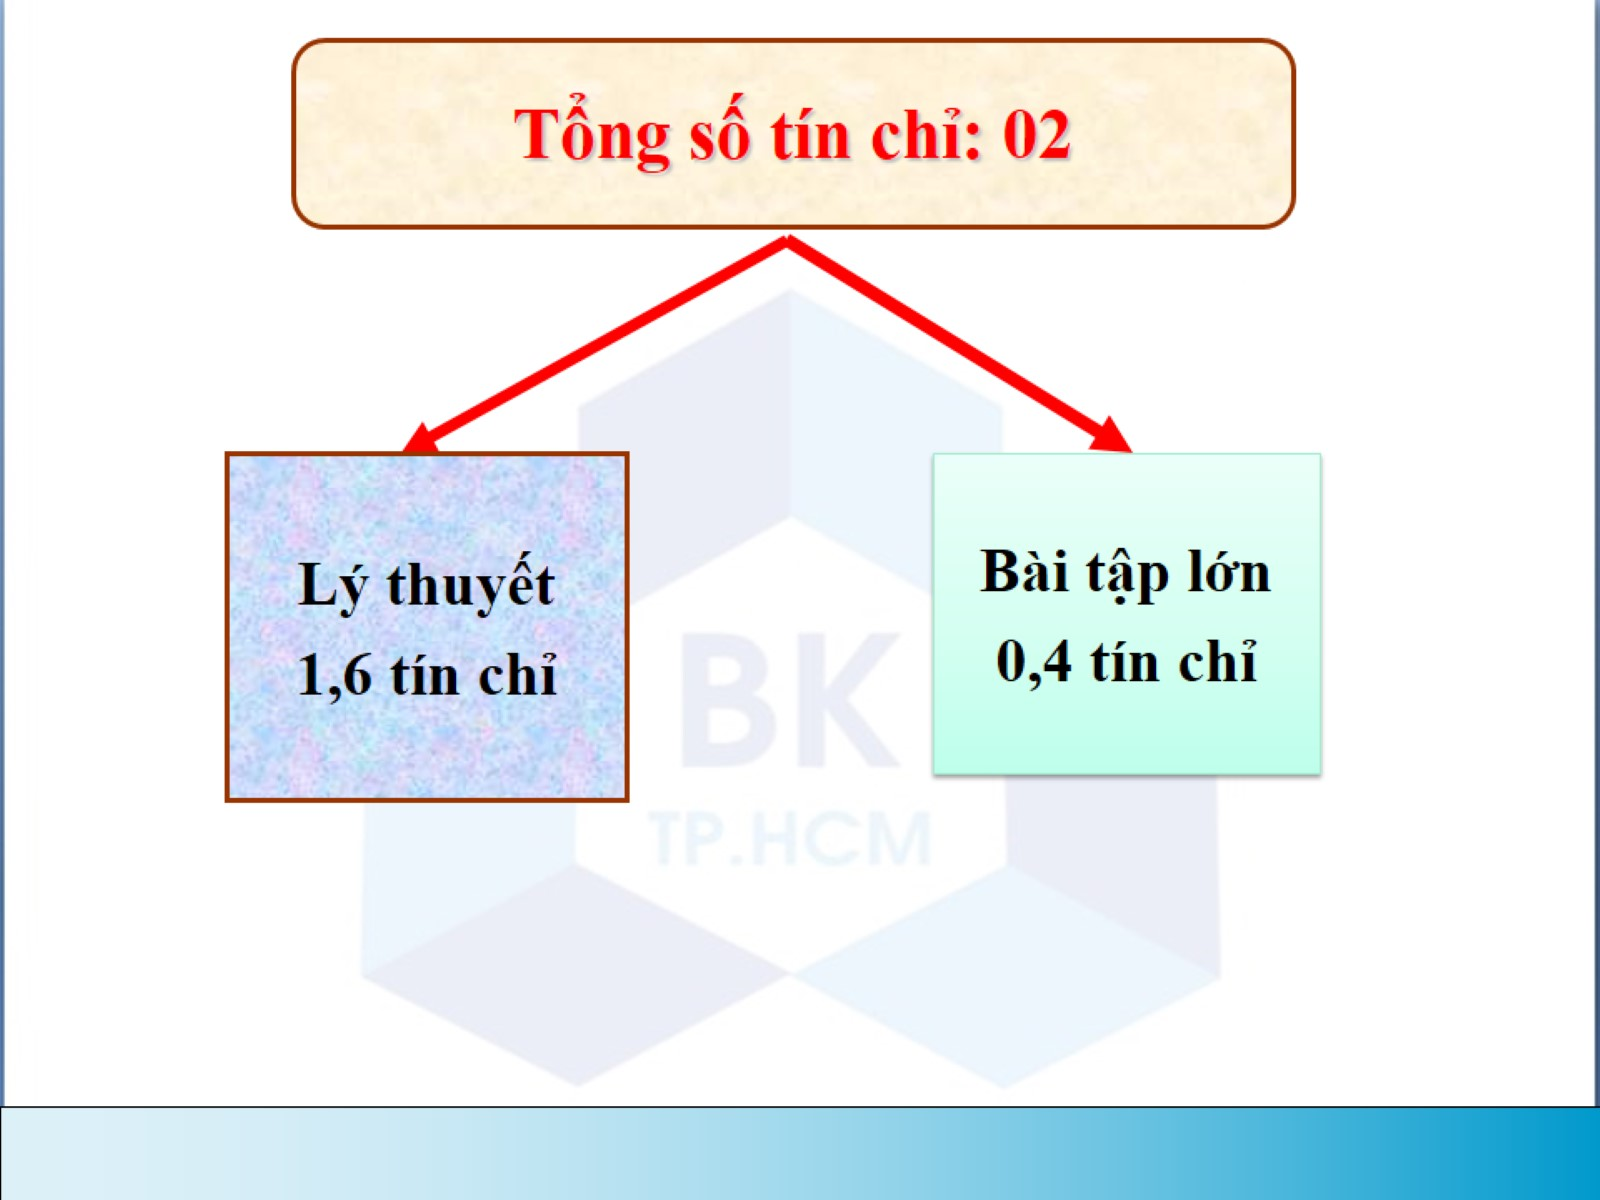 Tổng số tín chỉ: 02
Lý thuyết
1,6 tín chỉ
Bài tập lớn
0,4 tín chỉ
BK
TP.HCM